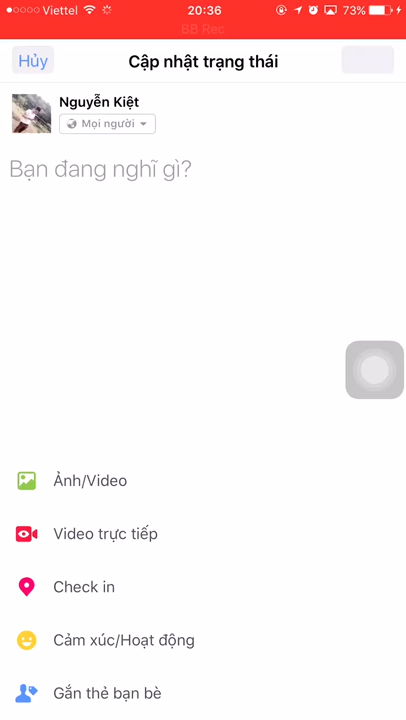 Viettel 20:36 73%
BB Rec
Hủy Cập nhật trạng thái
Nguyễn Kiệt
Mọi người
Bạn đang nghĩ gì?
Ảnh/Video
Video trực tiếp
Check in
Cảm xúc/Hoạt động
Gắn thẻ bạn bè